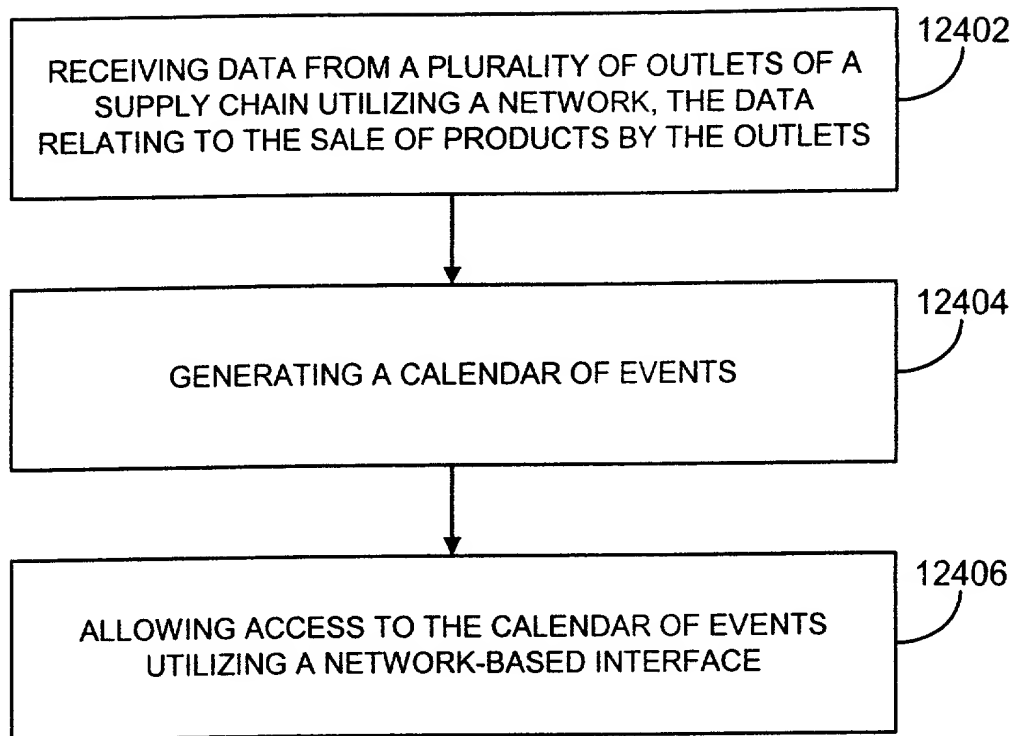 12402
RECEIVING DATA FROM A PLURALITY OF OUTLETS OF A
SUPPLY CHAIN UTILIZING A NETWORK, THE DATA
RELATING TO THE SALE OF PRODUCTS BY THE OUTLETS
12404
GENERATING A CALENDAR OF EVENTS
12406
ALLOWING ACCESS TO THE CALENDAR OF EVENTS
UTILIZING A NETWORK-BASED INTERFACE